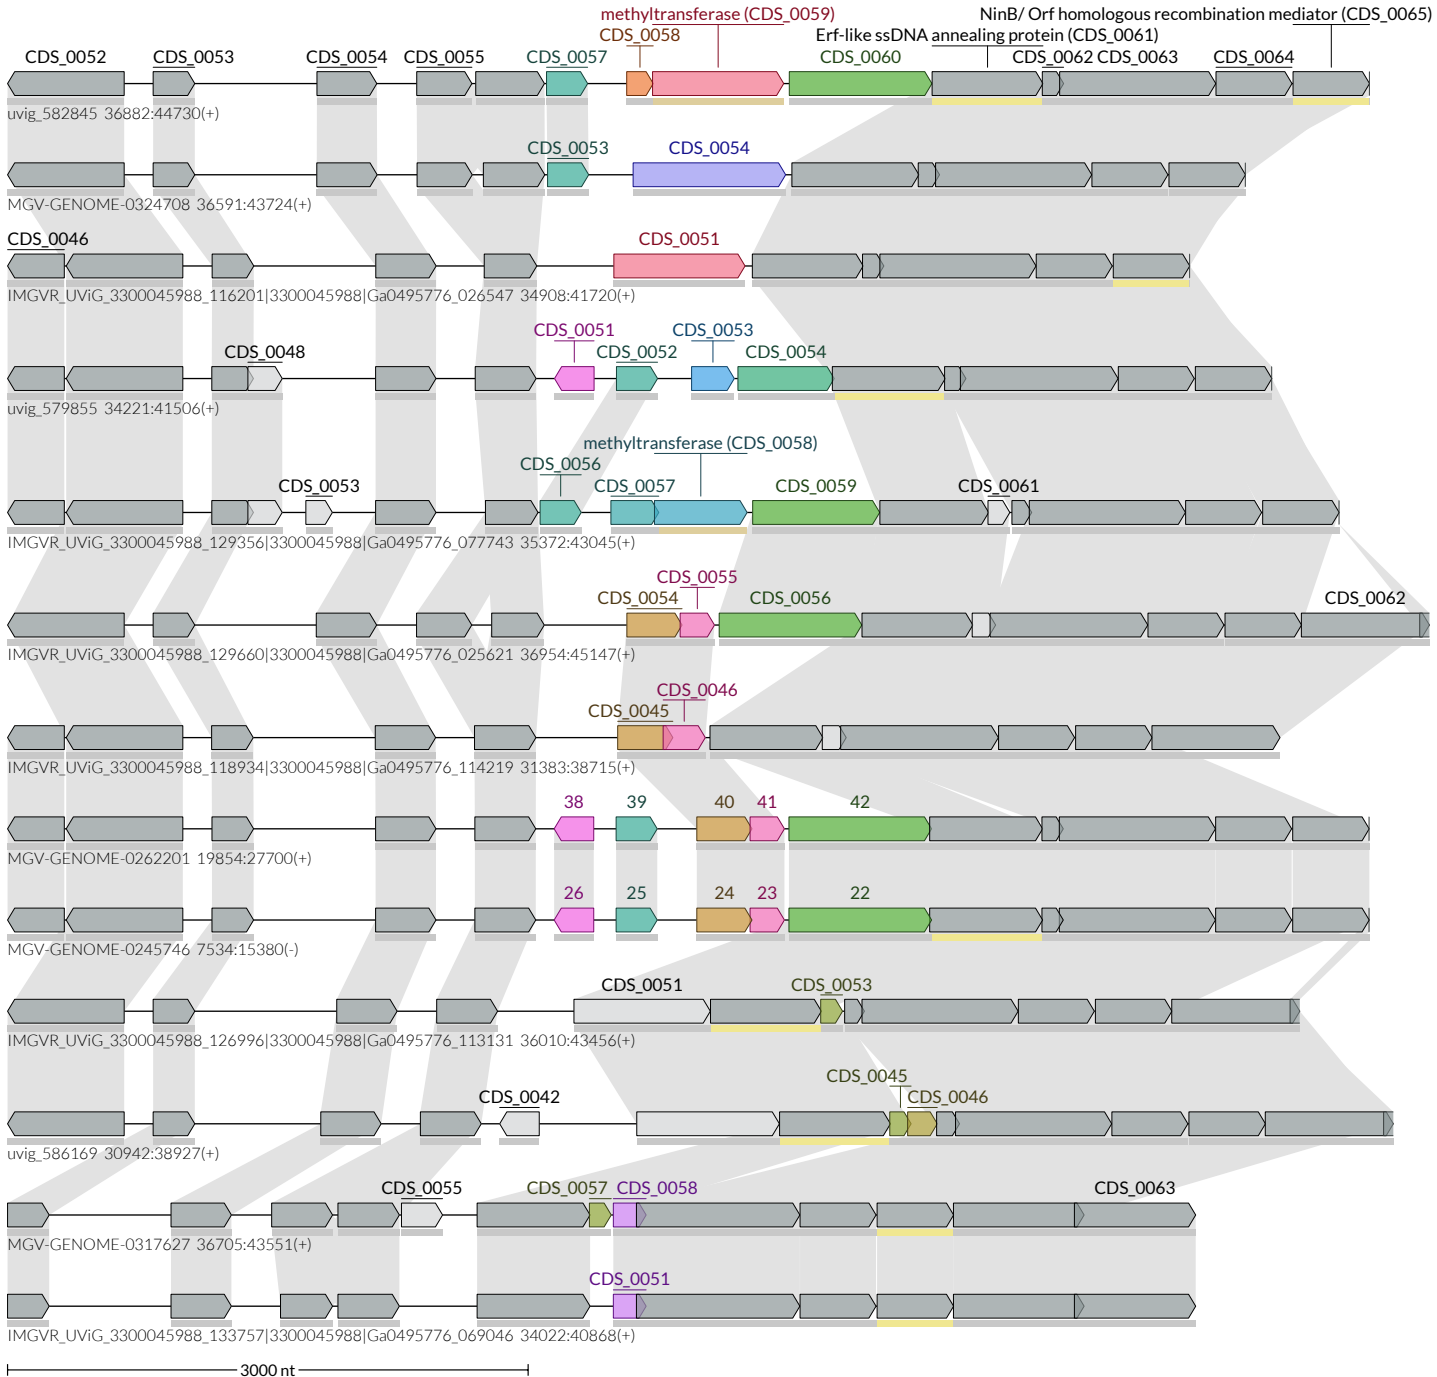 methyltransferase (CDS_0059)
NinB/ Orf homologous recombination mediator (CDS_0065)
CDS_0058
Erf-like ssDNA annealing protein (CDS_0061)
CDS_0052 CDS_0053 CDS_0054 CDS_0055 CDS_0057 CDS_0060 CDS_0062 CDS_0063 CDS_0064
uvig_582845 36882:44730(+)
CDS_0053 CDS_0054
MGV-GENOME-0324708 36591:43724(+)
CDS_0046 CDS_0051
IMGVR_UViG_3300045988_116201|3300045988|Ga0495776_026547 34908:41720(+)
CDS_0051 CDS_0053
CDS_0048 CDS_0052 CDS_0054
uvig_579855 34221:41506(+)
methyltransferase (CDS_0058)
CDS_0056
CDS_0053 CDS_0057 CDS_0059 CDS_0061
IMGVR_UViG_3300045988_129356|3300045988|Ga0495776_077743 35372:43045(+)
CDS_0055
CDS_0054 CDS_0056 CDS_0062
IMGVR_UViG_3300045988_129660|3300045988|Ga0495776_025621 36954:45147(+)
CDS_0046
CDS_0045
IMGVR_UViG_3300045988_118934|3300045988|Ga0495776_114219 31383:38715(+)
38 39 40 41 42
MGV-GENOME-0262201 19854:27700(+)
26 25 24 23 22
MGV-GENOME-0245746 7534:15380(-)
CDS_0051 CDS_0053
IMGVR_UViG_3300045988_126996|3300045988|Ga0495776_113131 36010:43456(+)
CDS_0045
CDS_0042 CDS_0046
uvig_586169 30942:38927(+)
CDS_0055 CDS_0057 CDS_0058 CDS_0063
MGV-GENOME-0317627 36705:43551(+)
CDS_0051
IMGVR_UViG_3300045988_133757|3300045988|Ga0495776_069046 34022:40868(+)
3000 nt